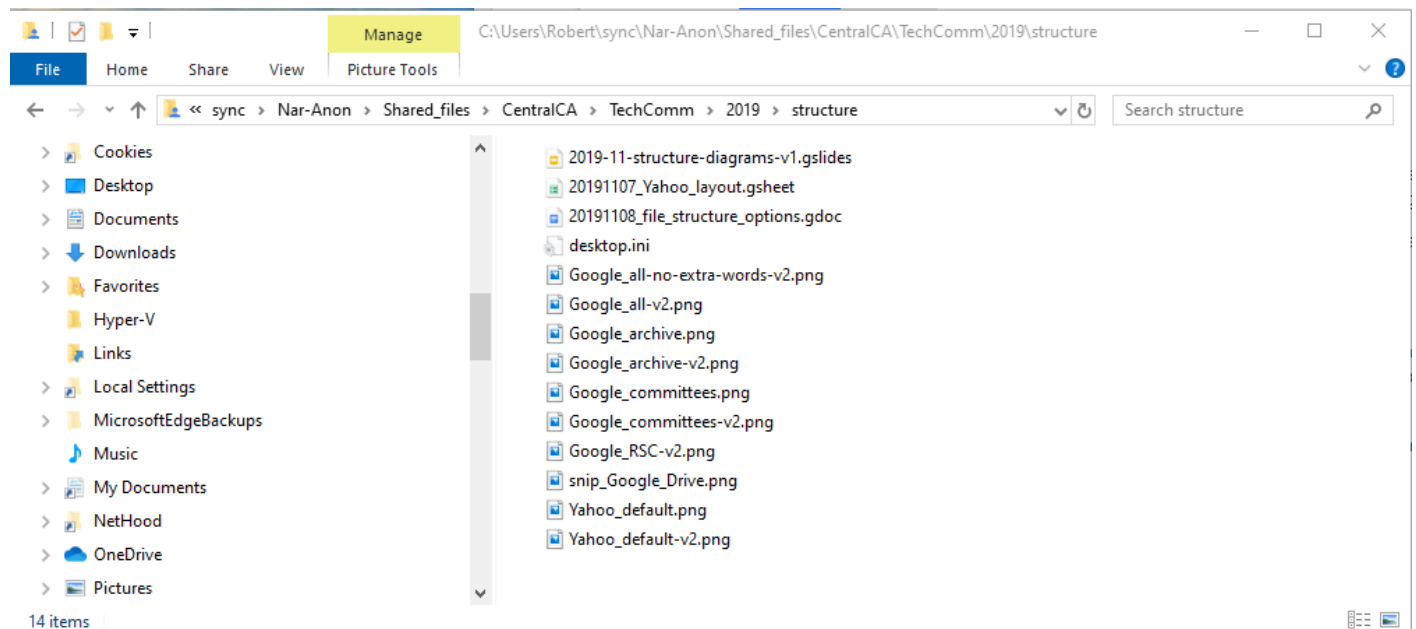 Manage C:\Users\Robert\sync\Nar-Anon\Shared_files\CentralCA\TechComm\2019\structure
File Home Share View Picture Tools
« sync > Nar-Anon > Shared_files > CentralCA > TechComm > 2019 > structure Search structure
Cookies
Desktop
Documents
Downloads
Favorites
Hyper-V
Links
Local Settings
MicrosoftEdgeBackups
Music
My Documents
NetHood
OneDrive
Pictures
2019-11-structure-diagrams-v1.gslides
20191107_Yahoo_layout.gsheet
20191108_file_structure_options.gdoc
desktop.ini
Google_all-no-extra-words-v2.png
Google_all-v2.png
Google_archive.png
Google_archive-v2.png
Google_committees.png
Google_committees-v2.png
Google_RSC-v2.png
snip_Google_Drive.png
Yahoo_default.png
Yahoo_default-v2.png
14 items